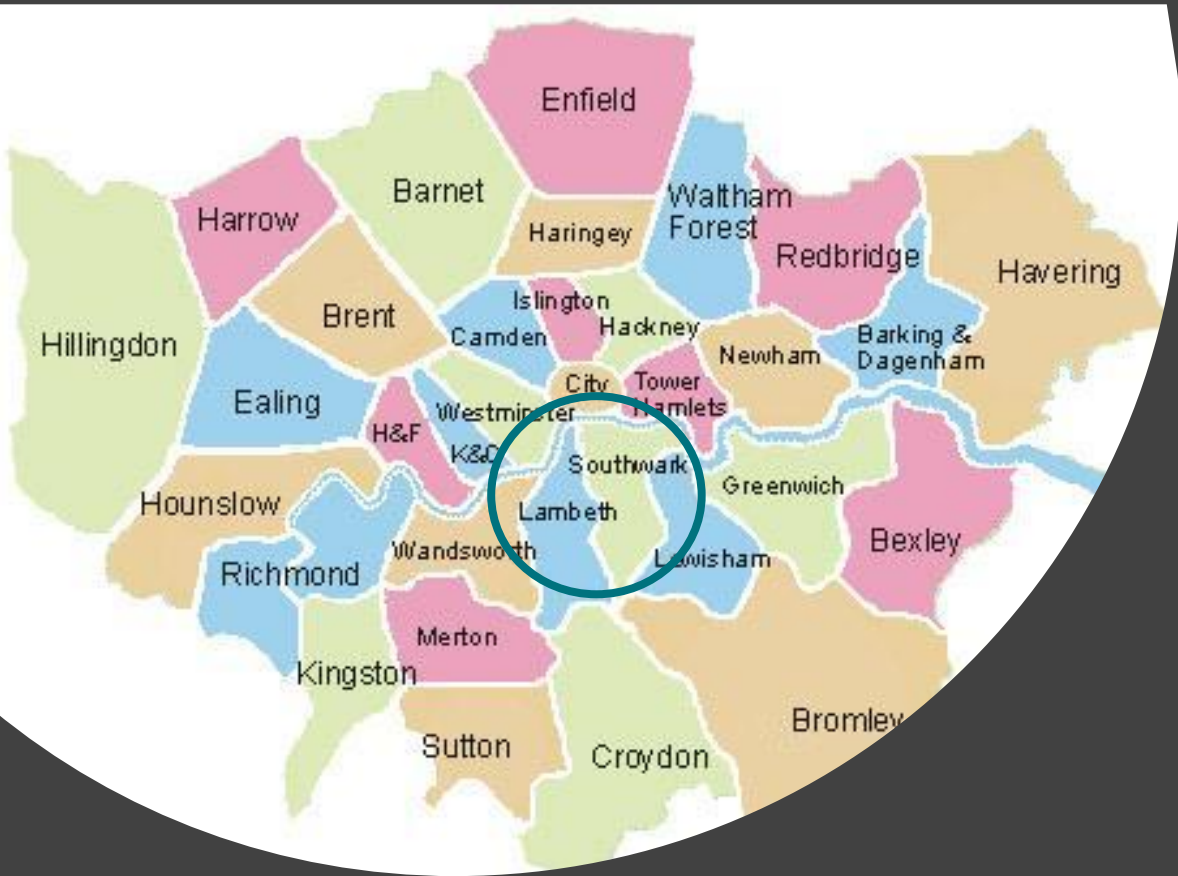 Enfield
Barnet
Waltham
Forest
Harrow
Haringey
Redbridge
Havering
Islington
Brent
Hackney
Camden
Hillingdon
Newham
Barking &
Dagenham
City
Tower
Hamlets
Ealing
Westminster
H&F
K&C
Southwark
Greenwich
Hounslow
Lambeth
Bexley
Wandsworth
Lewisham
Richmond
Merton
Kingston
Bromley
Sutton
Croydon